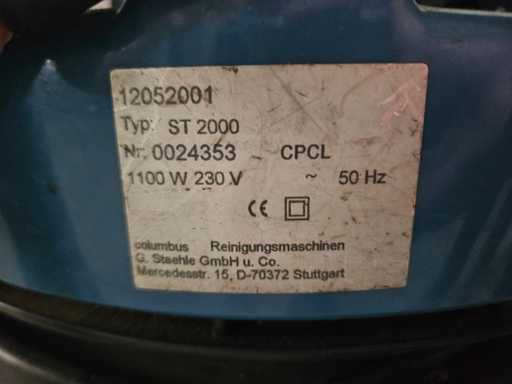 12052001
Typ: ST 2000
Nr. 0024353 CPCL
1100 W 230 V ~ 50 Hz
CE
columbus Reinigungsmaschinen
G. Staehle GmbH u. Co.
Mercedesstr. 15, D-70372 Stuttgart